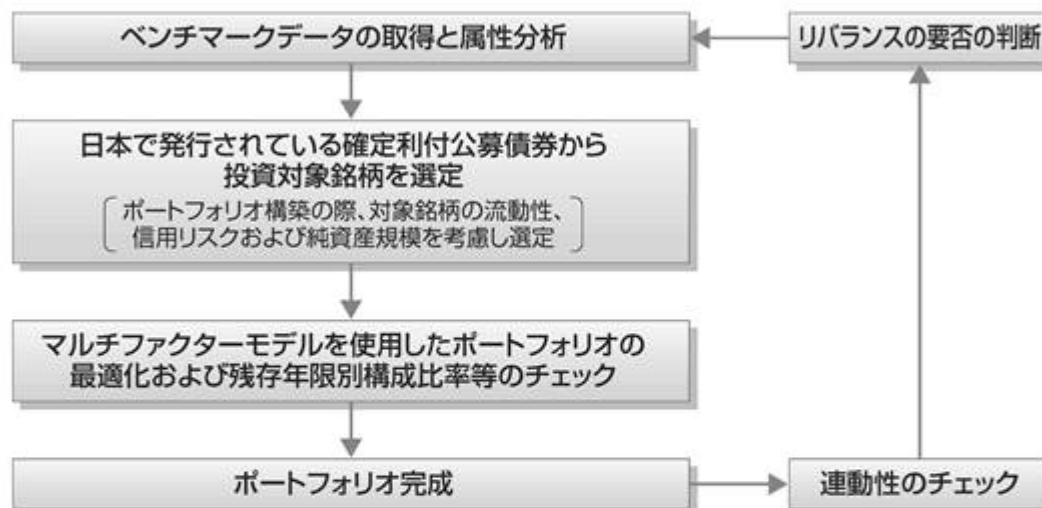 ベンチマークデータの取得と属性分析
リバランスの要否の判断
日本で発行されている確定利付公募債券から
投資対象銘柄を選定
ポートフォリオ構築の際、対象銘柄の流動性、
信用リスクおよび純資産規模を考慮し選定
マルチファクターモデルを使用したポートフォリオの
最適化および残存年限別構成比率等のチェック
ポートフォリオ完成
連動性のチェック